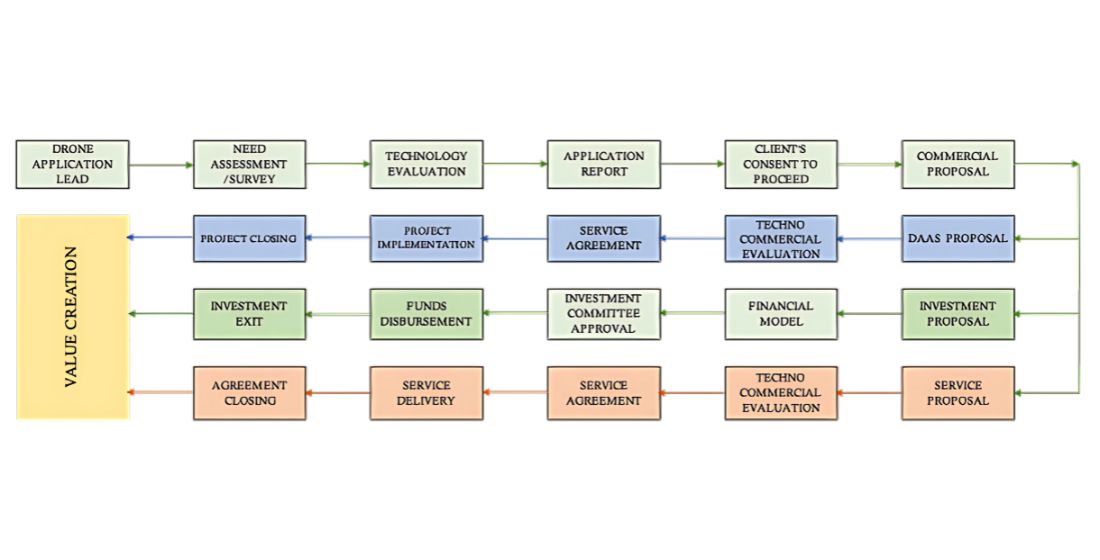 DRONE
APPLICATION
LEAD
NEED
ASSESSMENT
/SURVEY
TECHNOLOGY
EVALUATION
APPLICATION
REPORT
CLIENT'S
CONSENT TO
PROCEED
COMMERCIAL
PROPOSAL
VALUE CREATION
PROJECT CLOSING
PROJECT
IMPLEMENTATION
SERVICE
AGREEMENT
TECHNO
COMMERCIAL
EVALUATION
DAAS PROPOSAL
INVESTMENT
EXIT
FUNDS
DISBURSEMENT
INVESTMENT
COMMITTEE
APPROVAL
FINANCIAL
MODEL
INVESTMENT
PROPOSAL
AGREEMENT
CLOSING
SERVICE
DELIVERY
SERVICE
AGREEMENT
TECHNO
COMMERCIAL
EVALUATION
SERVICE
PROPOSAL